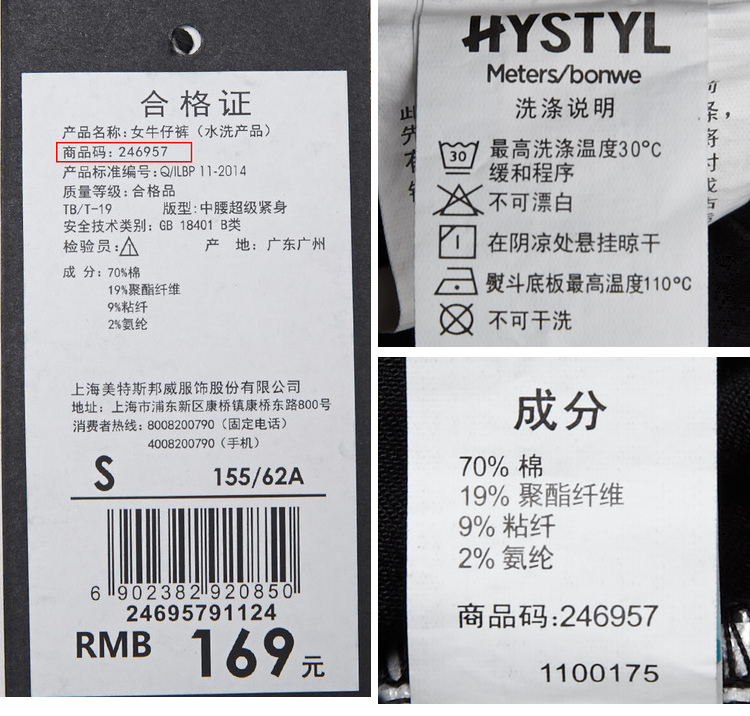 合格证
产品名称:女牛仔裤（水洗产品）
商品码:246957
产品标准编号:Q/ILBP 11-2014
质量等级:合格品
TB/T-19 版型:中腰超级紧身
安全技术类别:GB 18401 B类
检验员: 1 产 地:广东广州
成 分:70%棉
19%聚酯纤维
9%粘纤
2%氨纶
上海美特斯邦威服饰股份有限公司
地址:上海市浦东新区康桥镇康桥东路800号
消费者热线:8008200790（固定电话）
4008200790（手机）
S 155/62A
6 902382 920850
24695791124
RMB 169元
HYSTYL
Meters/bonwe
洗涤说明
30 最高洗涤温度30°C
缓和程序
不可漂白
在阴凉处悬挂晾干
熨斗底板最高温度110°C
不可干洗
成分
70% 棉
19% 聚酯纤维
9% 粘纤
2% 氨纶
商品码:246957
1100175